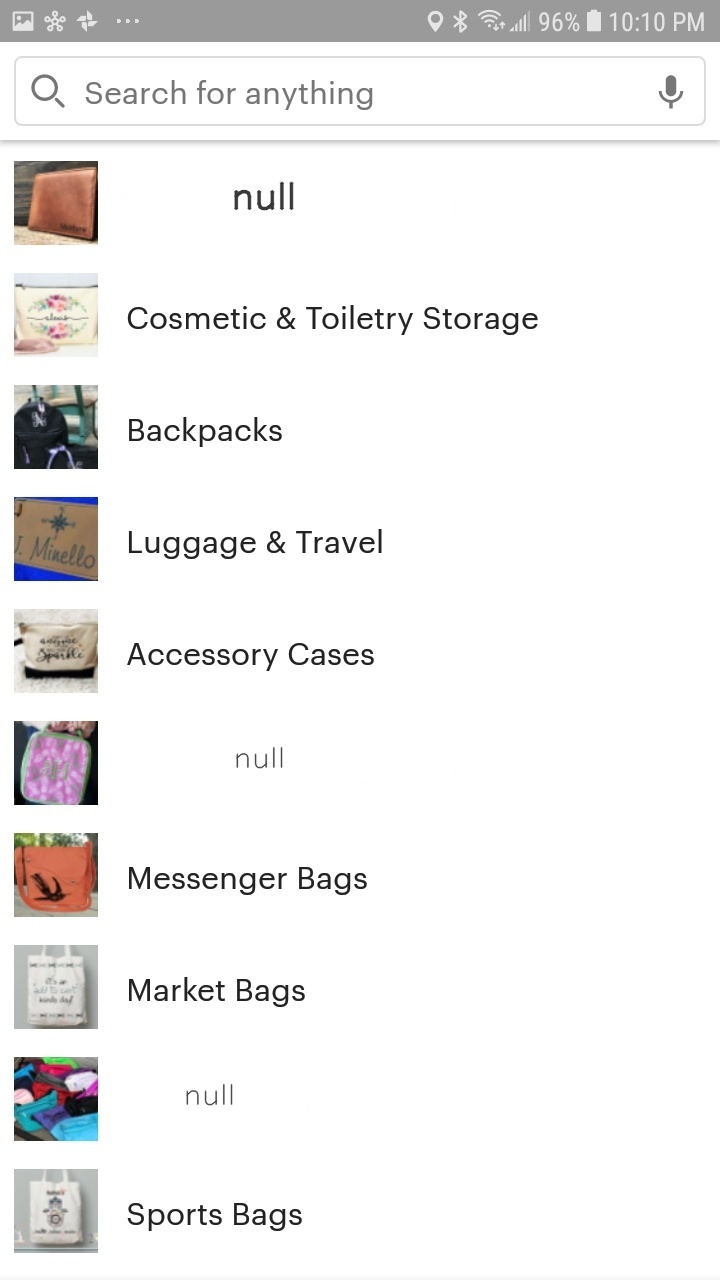 96% 10:10 PM
Search for anything
null
Cosmetic & Toiletry Storage
Backpacks
J. Minello
Luggage & Travel
Sparkle
Accessory Cases
null
Messenger Bags
Market Bags
null
Sports Bags